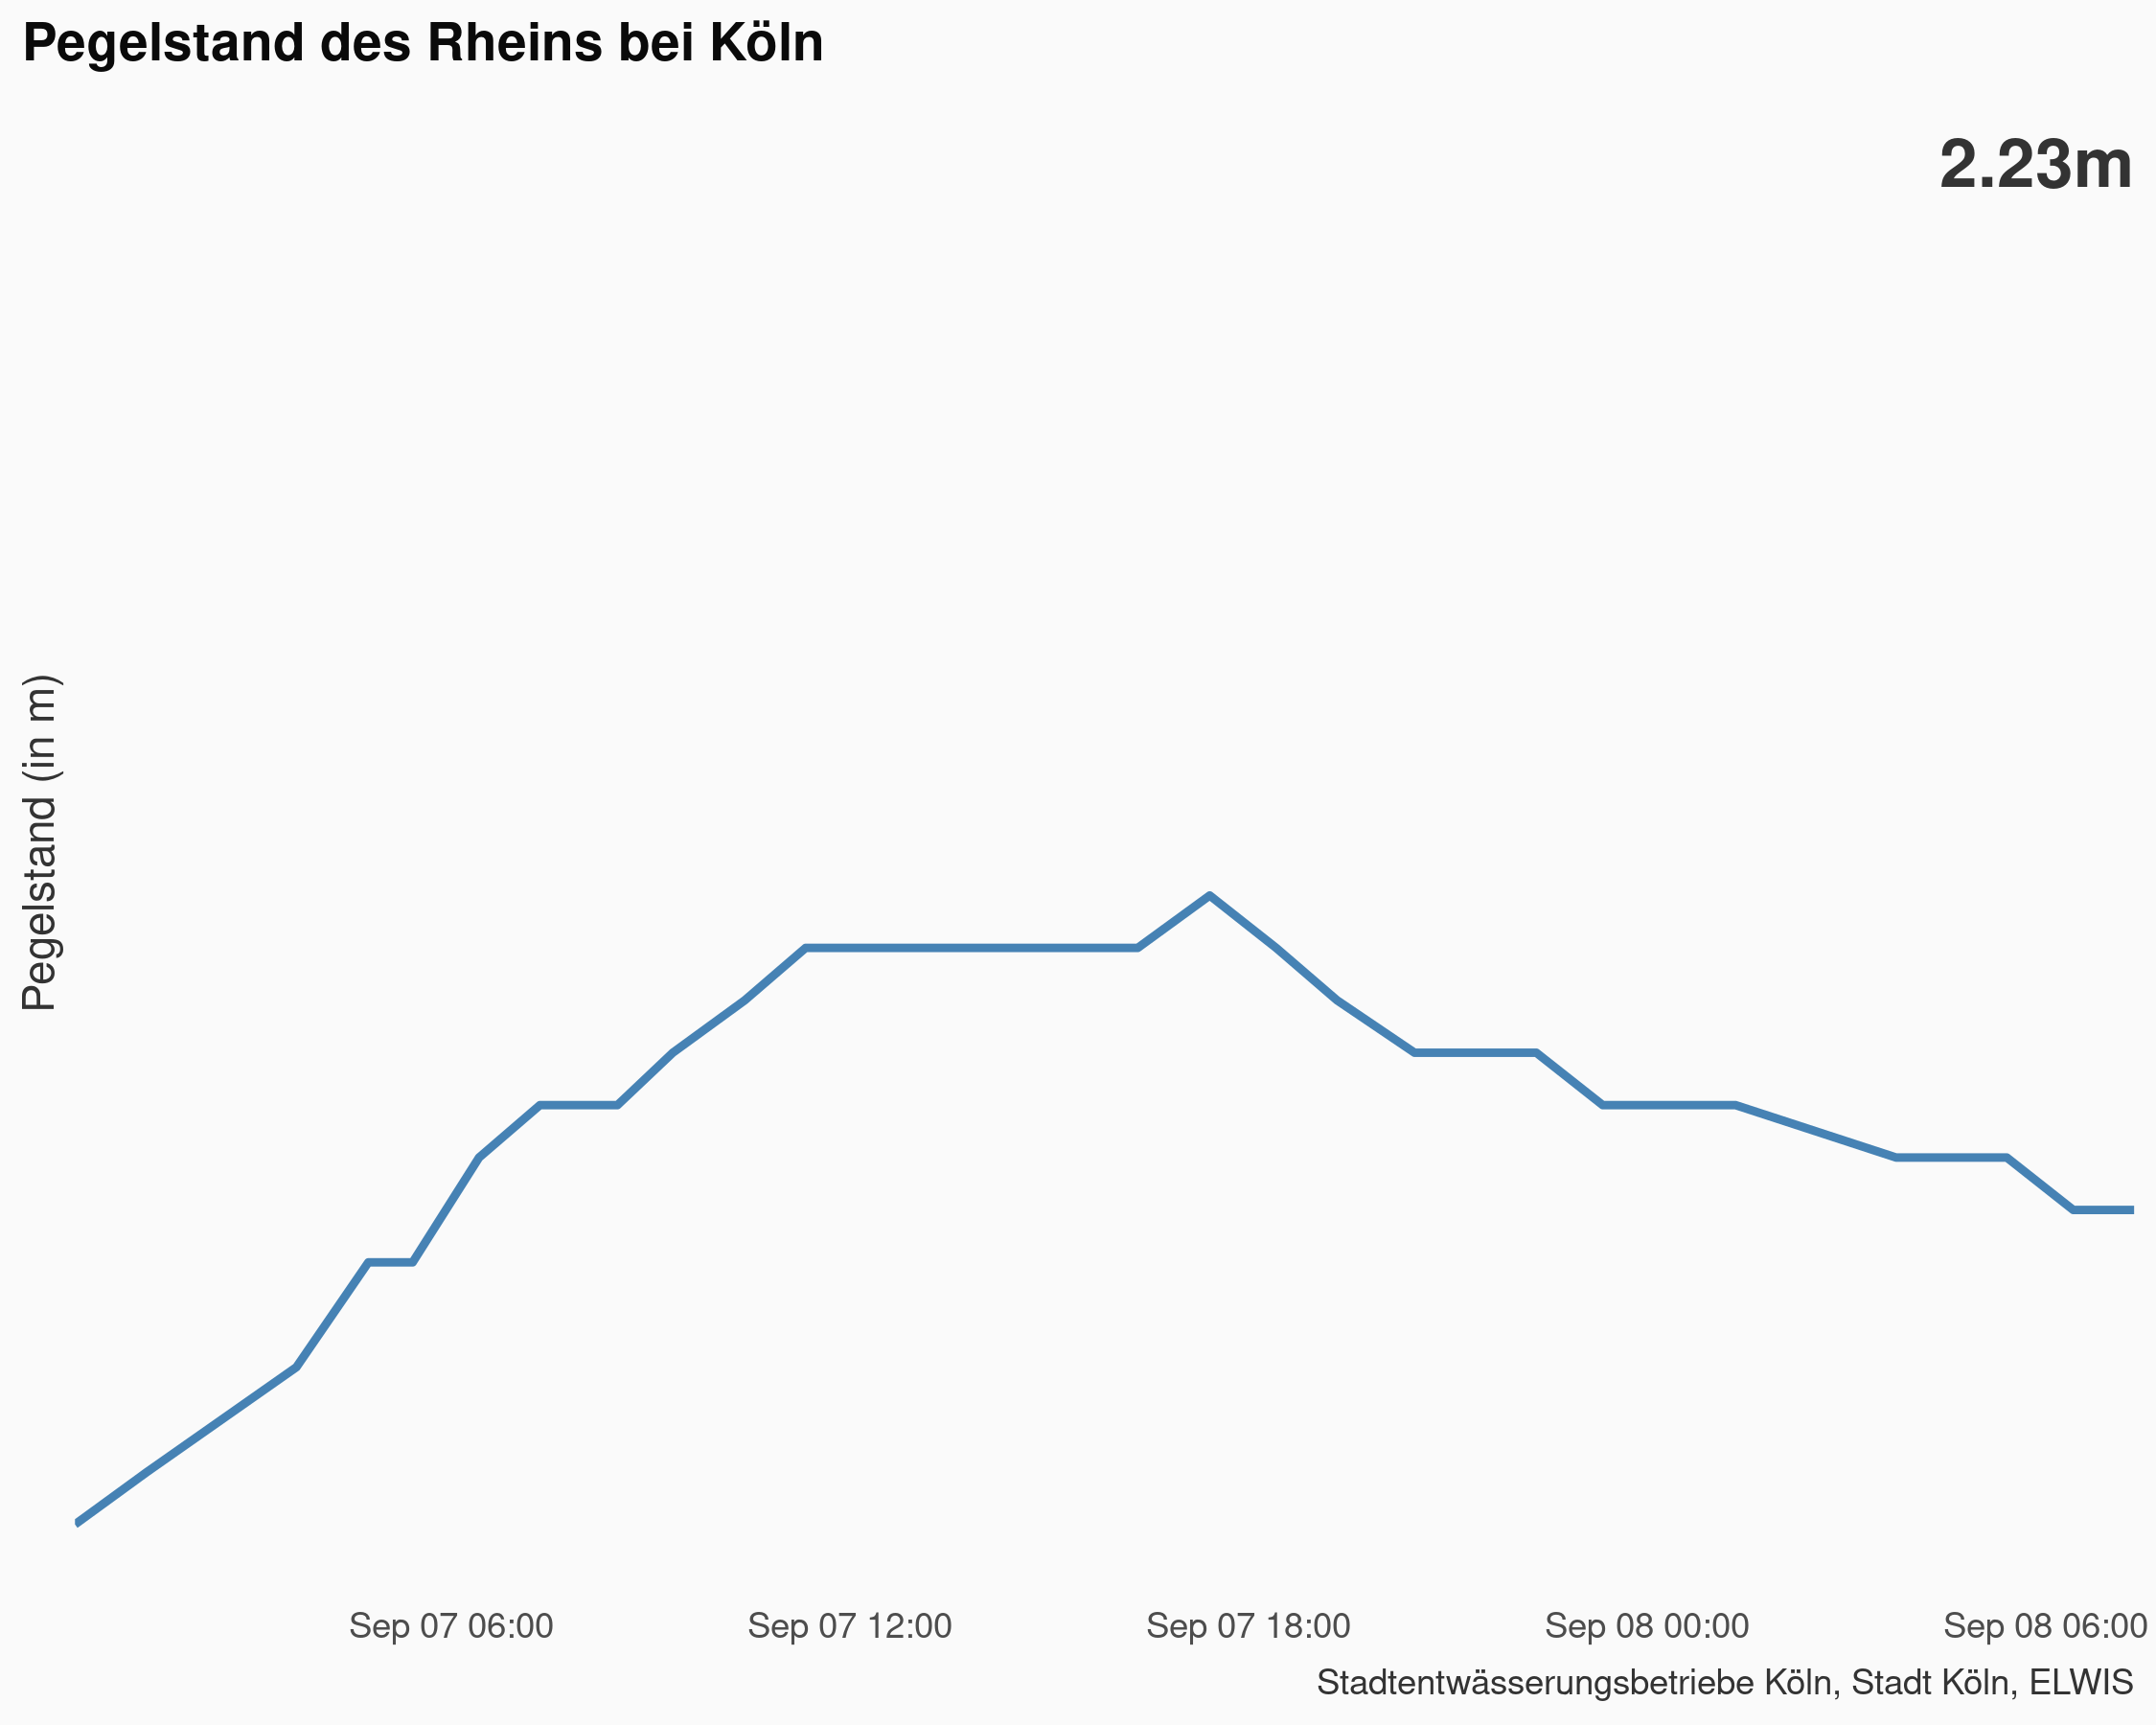 Pegelstand des Rheins bei Köln
2.23m
Pegelstand (in m)
Sep 07 06:00
Sep 07 12:00
Sep 07 18:00
Sep 08 00:00
Sep 08 06:00
Stadtentwässerungsbetriebe Köln, Stadt Köln, ELWIS